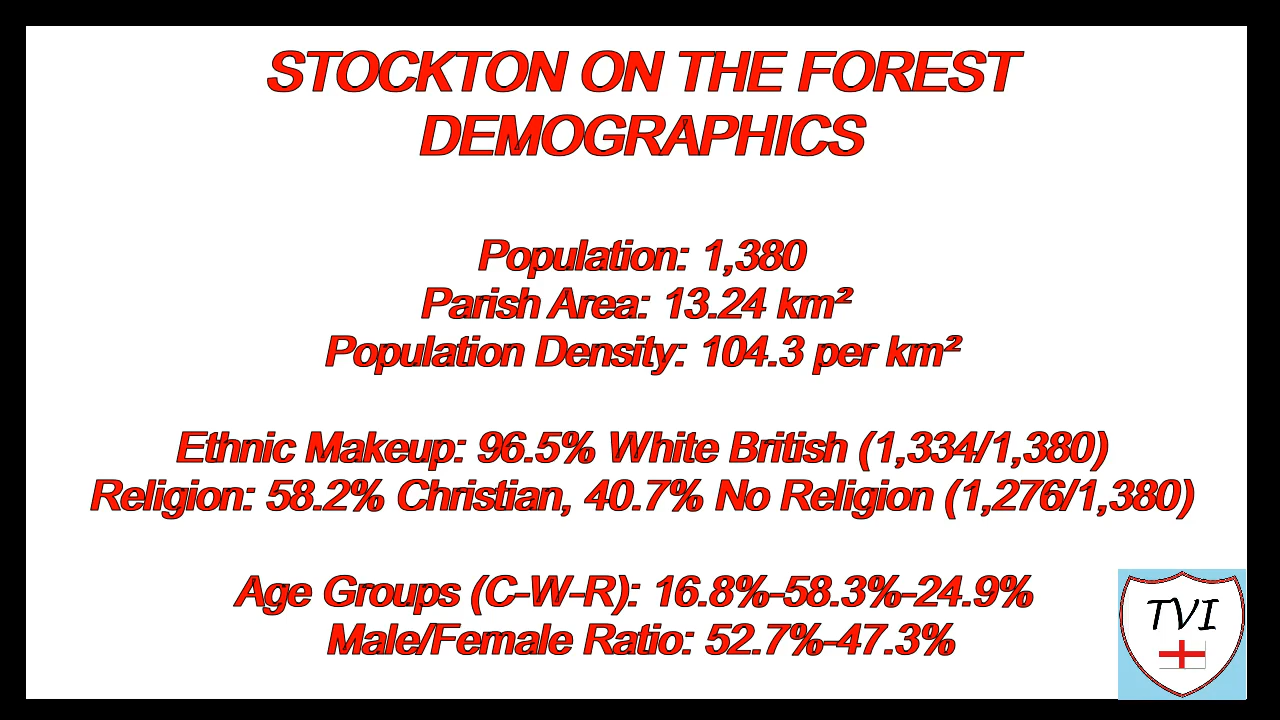 STOCKTON ON THE FOREST
DEMOGRAPHICS
Population: 1,380
Parish Area: 13.24 km²
Population Density: 104.3 per km²
Ethnic Makeup: 96.5% White British (1,334/1,380)
Religion: 58.2% Christian, 40.7% No Religion (1,276/1,380)
Age Groups (C-W-R): 16.8%-58.3%-24.9%
Male/Female Ratio: 52.7%-47.3%
TVI